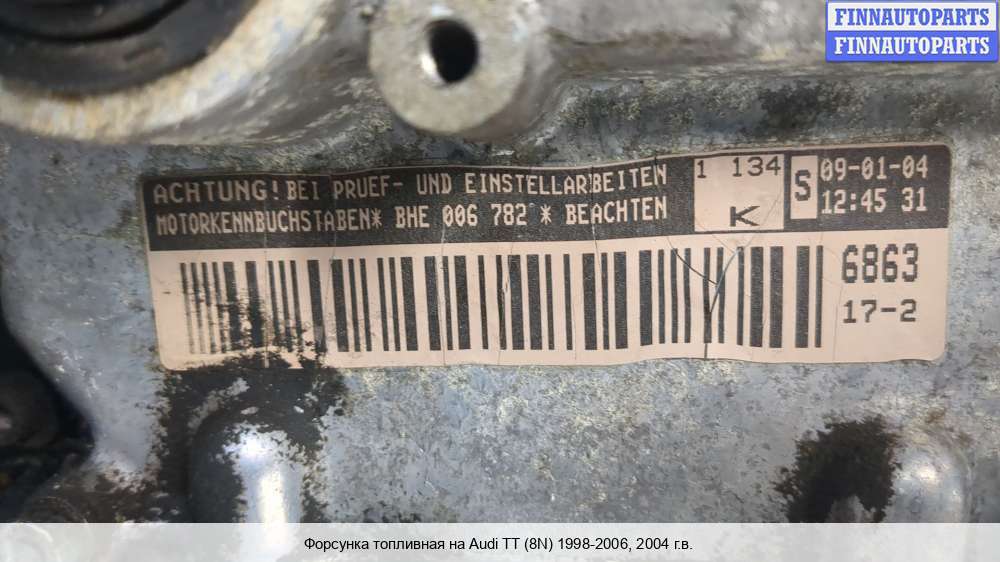 FINNAUTOPARTS
FINNAUTOPARTS
ACHTUNG! BEI PRUEF- UND EINSTELLARBEITEN
MOTORKENNBUCHSTABEN* BHE 006 782 * BEACHTEN
1 134
K
S
09-01-04
12:45 31
6863
17-2
Форсунка топливная на Audi TT (8N) 1998-2006, 2004 г.в.